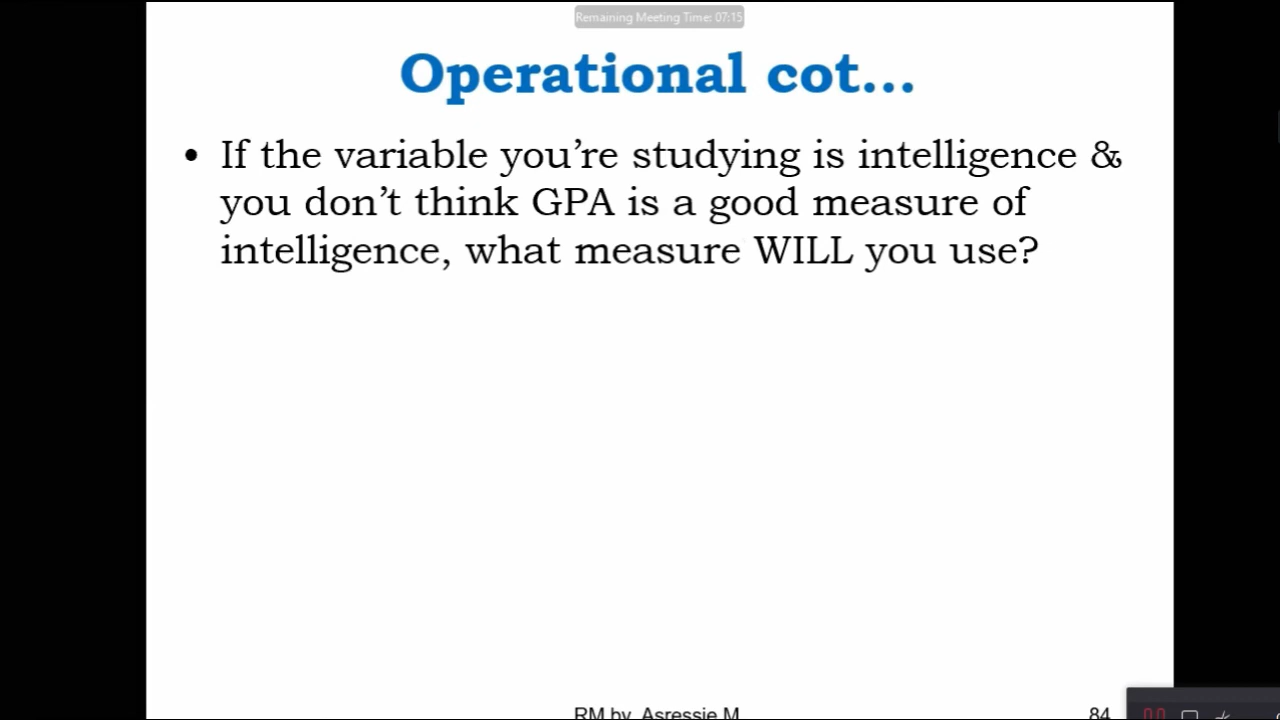 Remaining Meeting Time: 07:15
Operational cot...
• If the variable you’re studying is intelligence &
you don’t think GPA is a good measure of
intelligence, what measure WILL you use?
RM by Asressie M
84